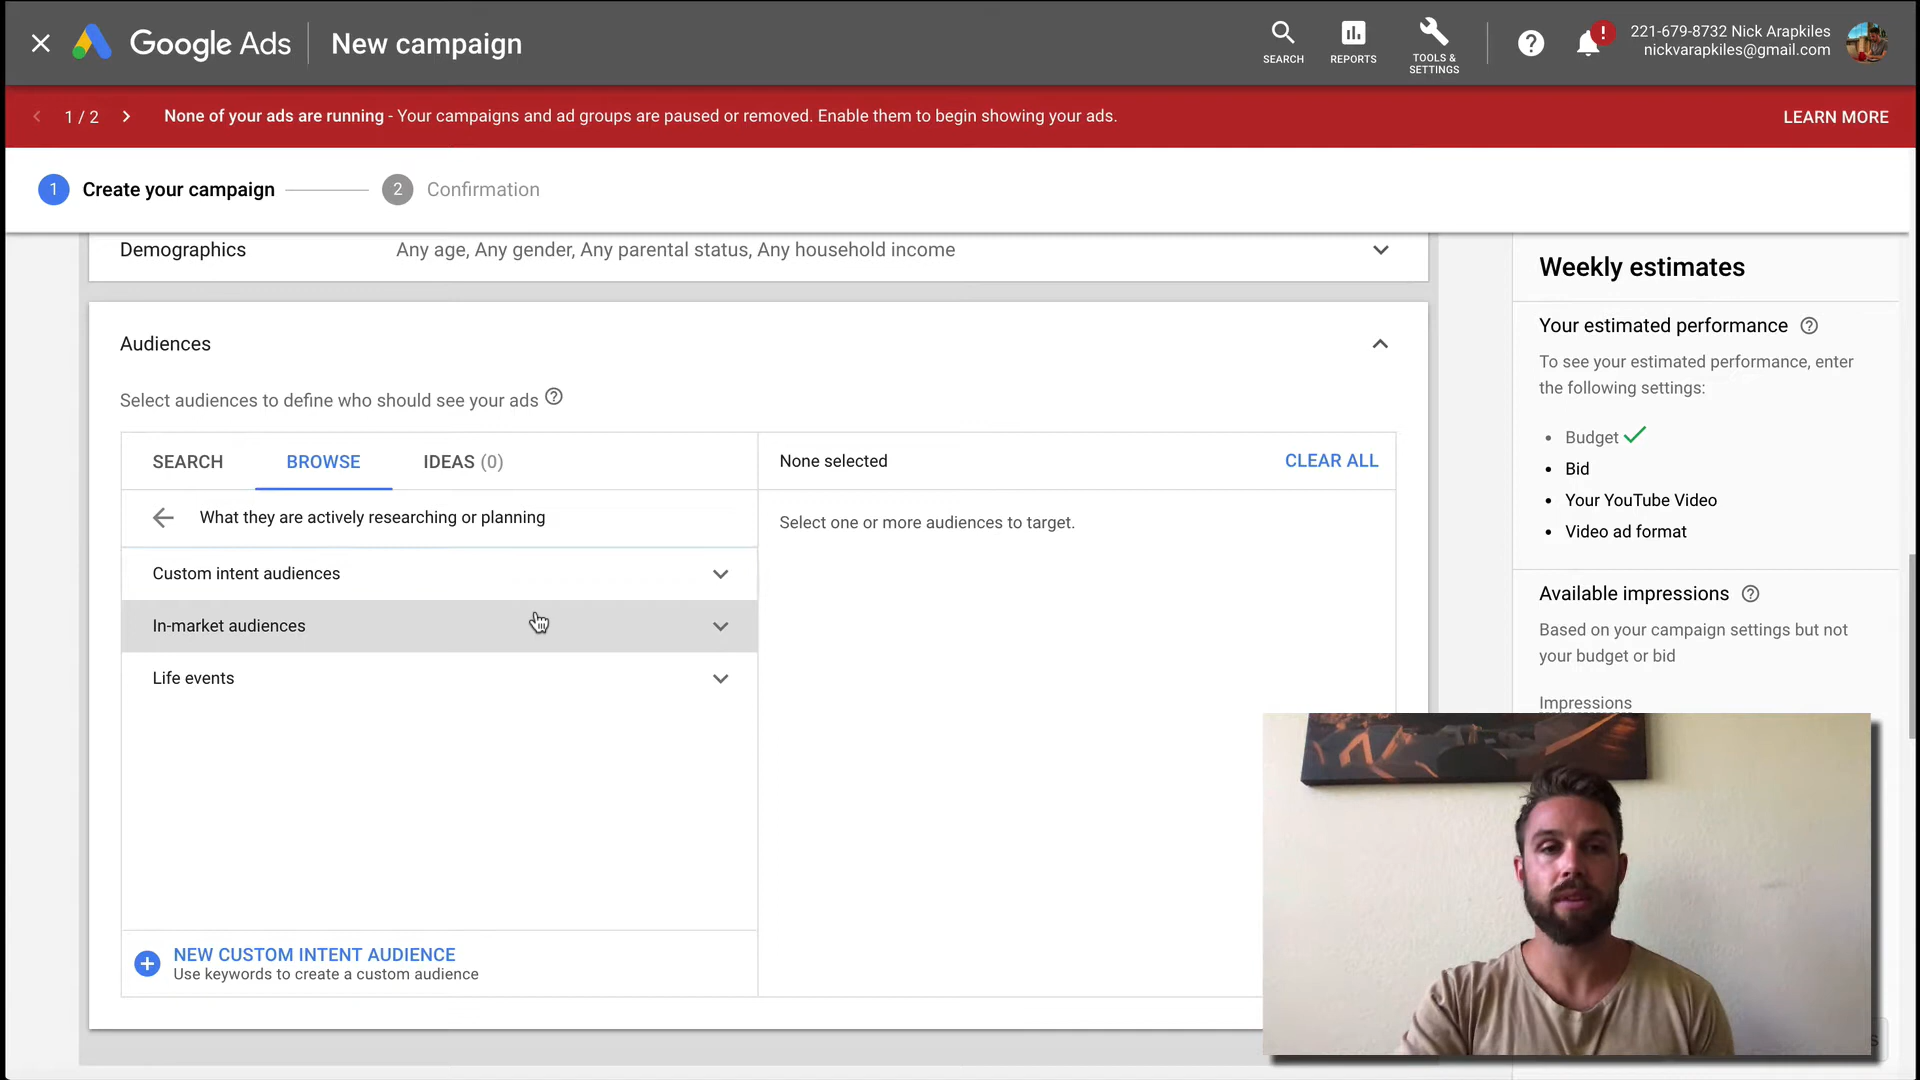 Google Ads
New campaign
SEARCH
REPORTS
TOOLS &
SETTINGS
221-679-8732 Nick Arapkiles
nickvarapkiles@gmail.com
1 / 2
None of your ads are running - Your campaigns and ad groups are paused or removed. Enable them to begin showing your ads.
LEARN MORE
1 Create your campaign
2 Confirmation
Demographics
Any age, Any gender, Any parental status, Any household income
Audiences
Select audiences to define who should see your ads
SEARCH
BROWSE
IDEAS (0)
What they are actively researching or planning
Custom intent audiences
In-market audiences
Life events
NEW CUSTOM INTENT AUDIENCE
Use keywords to create a custom audience
None selected
CLEAR ALL
Select one or more audiences to target.
Weekly estimates
Your estimated performance
To see your estimated performance, enter
the following settings:
• Budget
• Bid
• Your YouTube Video
• Video ad format
Available impressions
Based on your campaign settings but not
your budget or bid
Impressions